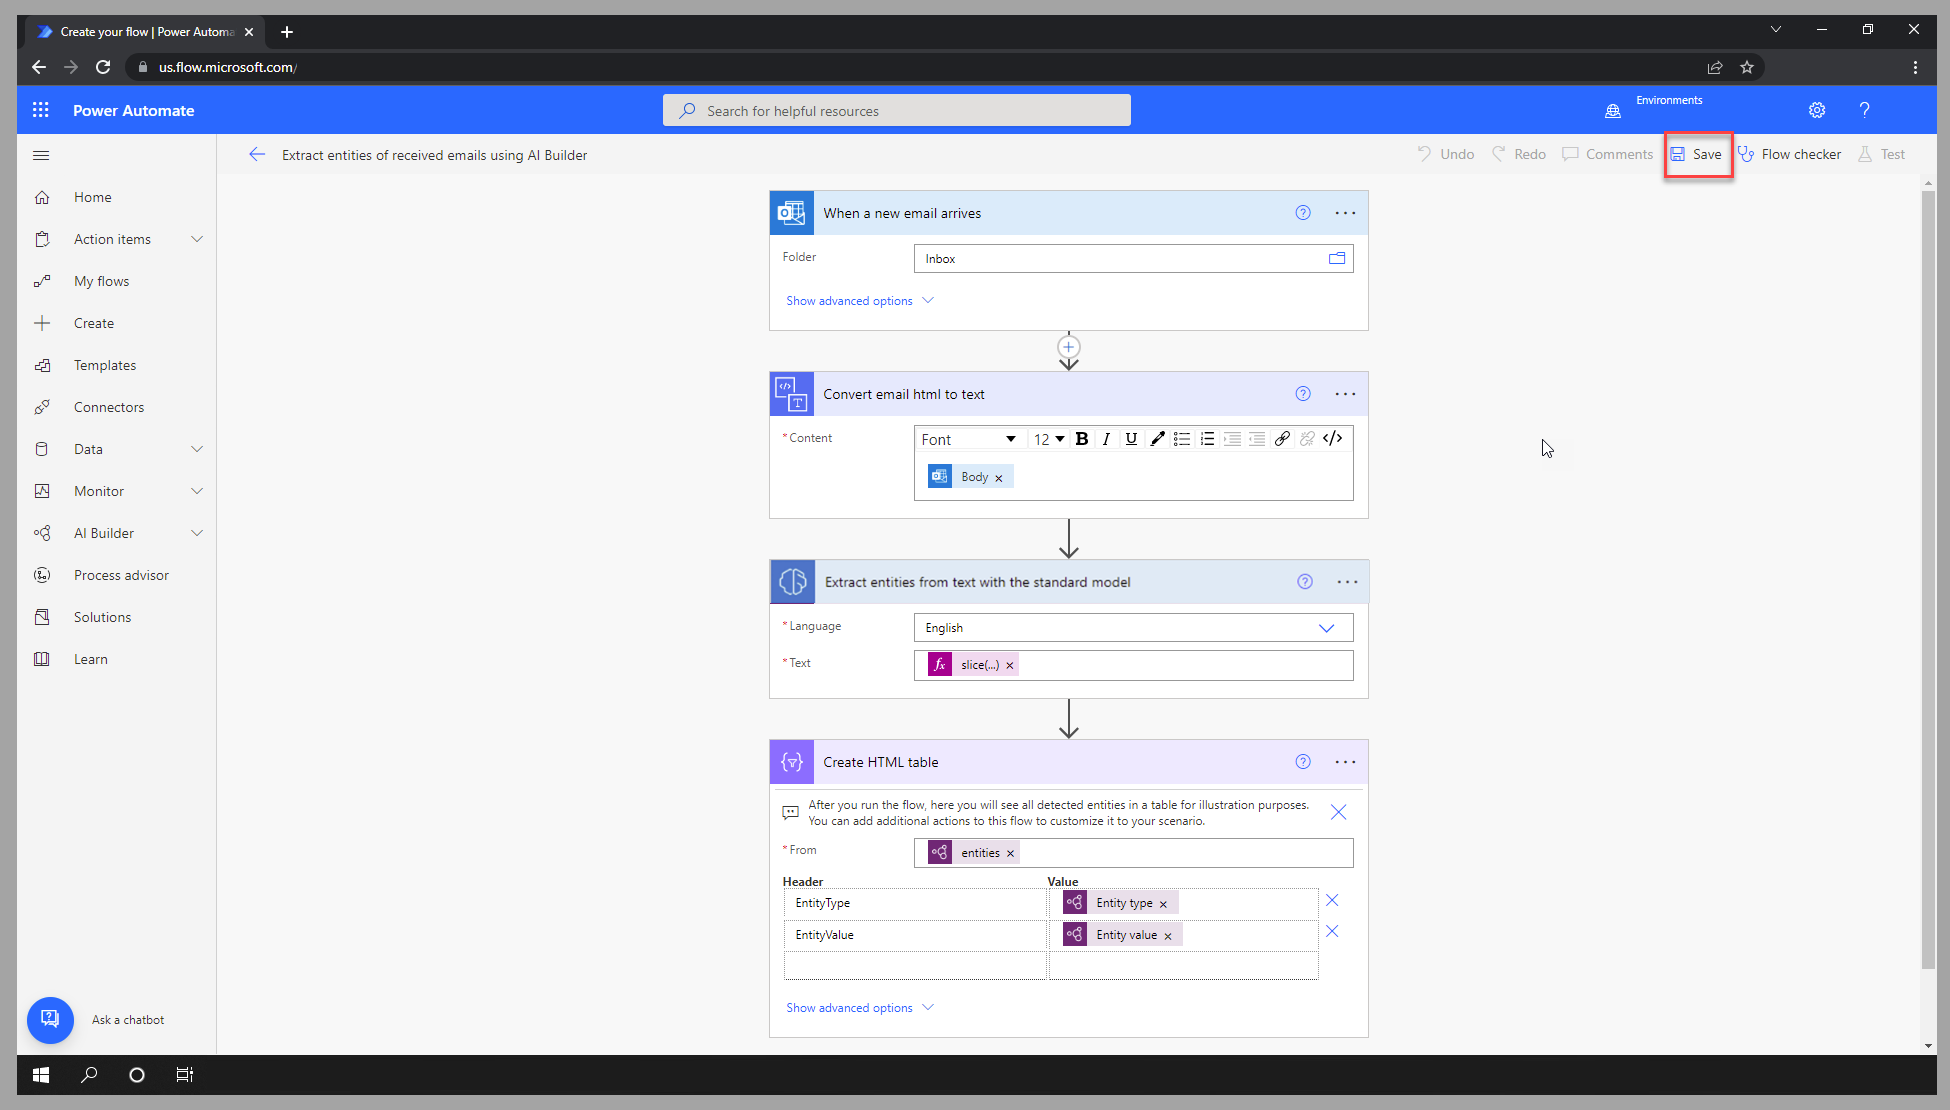 Create your flow | Power Automa
us.flow.microsoft.com/
Power Automate
Search for helpful resources
Environments
Extract entities of received emails using AI Builder
Undo
Redo
Comments
Save
Flow checker
Test
Home
Action items
My flows
Create
Templates
Connectors
Data
Monitor
AI Builder
Process advisor
Solutions
Learn
Ask a chatbot
When a new email arrives
Folder
Inbox
Show advanced options
Convert email html to text
* Content
Font
12
B I U
</>
Body ×
Extract entities from text with the standard model
* Language
English
* Text
fx slice(...) ×
Create HTML table
After you run the flow, here you will see all detected entities in a table for illustration purposes.
You can add additional actions to this flow to customize it to your scenario.
* From
entities ×
Header Value
EntityType Entity type ×
EntityValue Entity value ×
Show advanced options